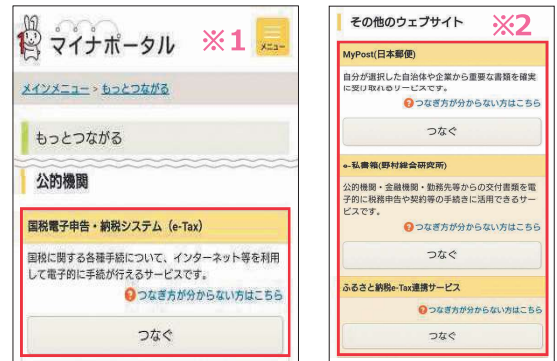 マイナポータル
※1
メニュー
メインメニュー > もっとつながる
もっとつながる
公的機関
国税電子申告・納税システム（e-Tax）
国税に関する各種手続について、インターネット等を利用
して電子的に手続が行えるサービスです。
?つなぎ方が分からない方はこちら
つなぐ
その他のウェブサイト
※2
MyPost(日本郵便)
自分が選択した自治体や企業から重要な書類を確実
に受け取れるサービスです。
?つなぎ方が分からない方はこちら
つなぐ
e-私書箱(野村総合研究所)
公的機関・金融機関・勤務先等からの交付書類を電
子的に税務申告や契約等の手続きに活用できるサー
ビスです。
?つなぎ方が分からない方はこちら
つなぐ
ふるさと納税e-Tax連携サービス
?つなぎ方が分からない方はこちら
つなぐ